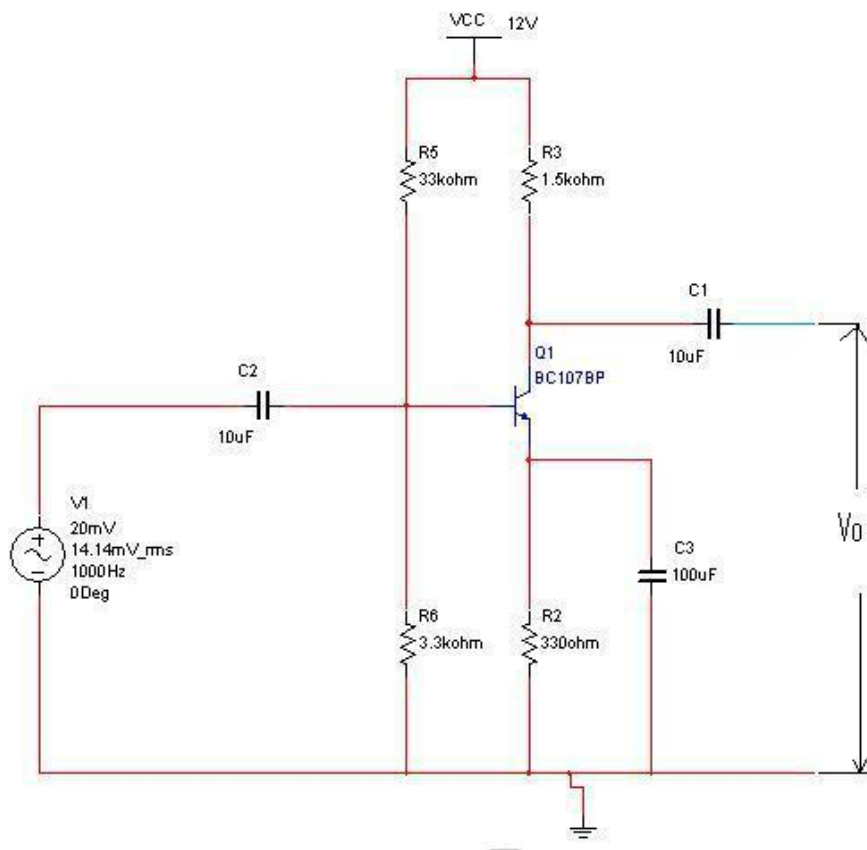 VCC 12V
R5
33kohm
R3
1.5kohm
C1
10uF
Q1
BC107BP
C2
10uF
V1
20mV
14.14mV_rms
1000Hz
0Deg
V0
C3
100uF
R6
3.3kohm
R2
330ohm